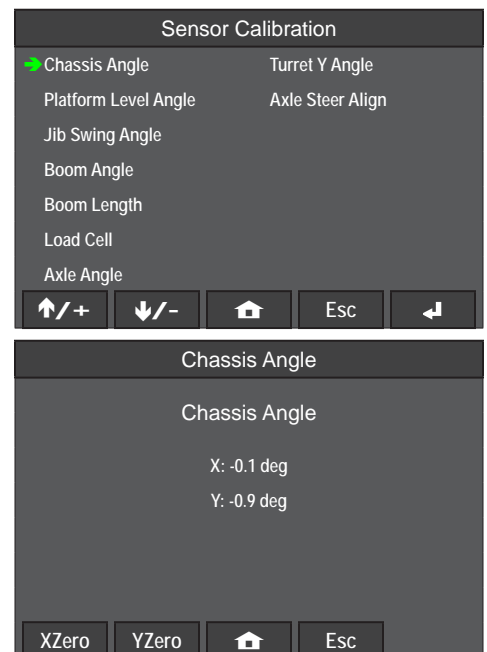 Sensor Calibration
Chassis Angle
Platform Level Angle
Jib Swing Angle
Boom Angle
Boom Length
Load Cell
Axle Angle
Turret Y Angle
Axle Steer Align
↑/+ ↓/- Esc
Chassis Angle
Chassis Angle
X: -0.1 deg
Y: -0.9 deg
XZero YZero Esc